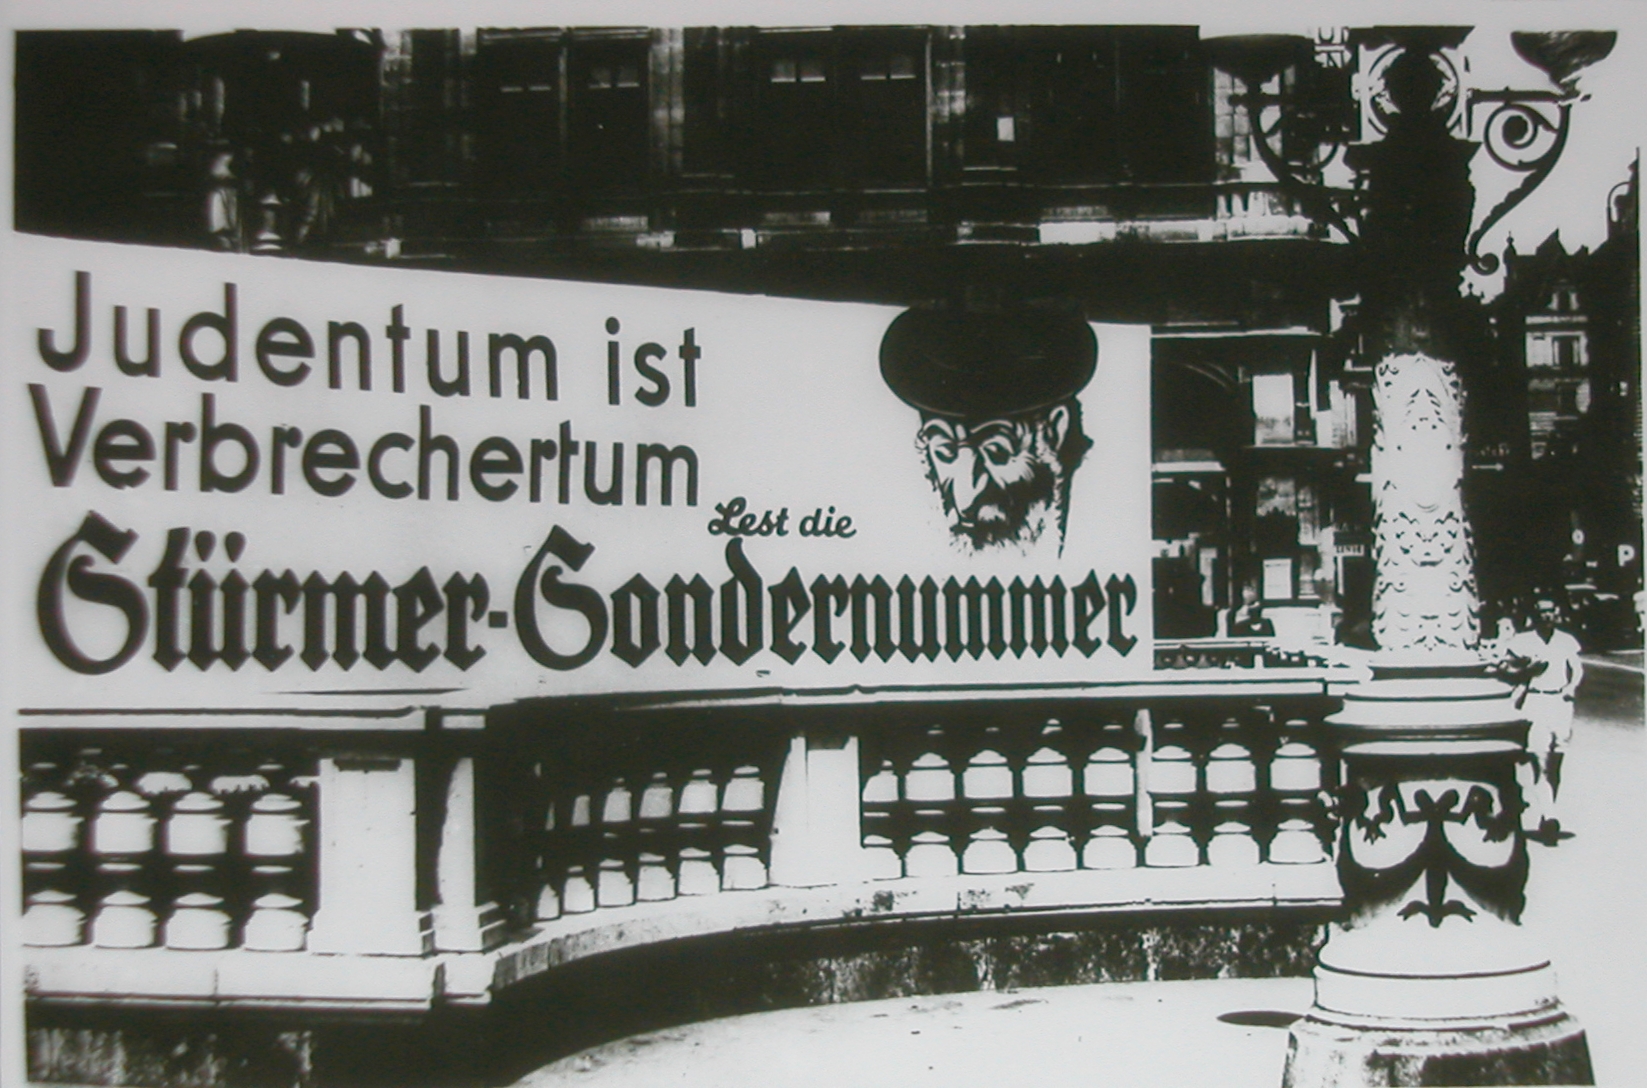 Judentum ist
Verbrechertum
Lest die
Stürmer-Sondernummer